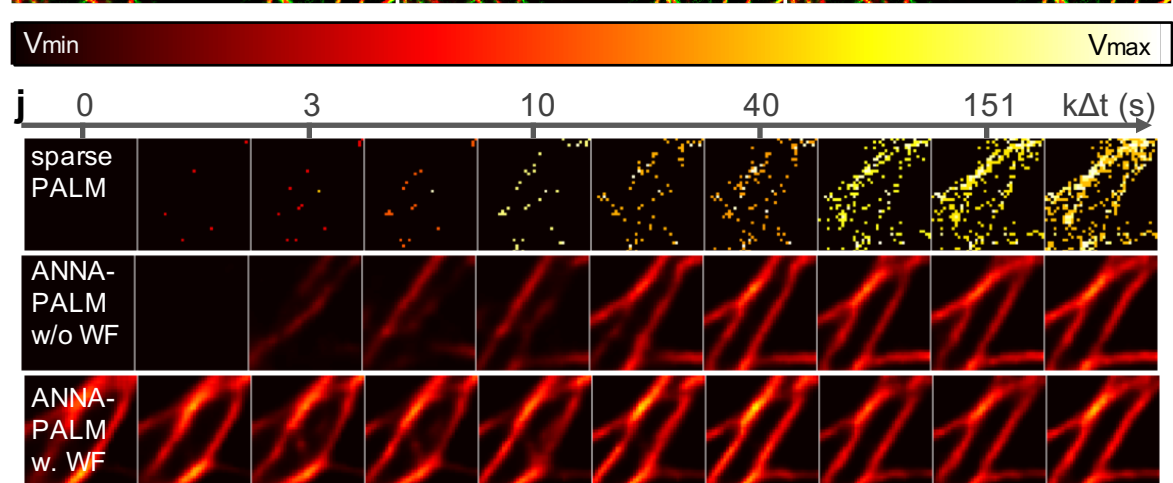 Vmin Vmax
j 0 3 10 40 151 kΔt (s)
sparse
PALM
ANNA-
PALM
w/o WF
ANNA-
PALM
w. WF